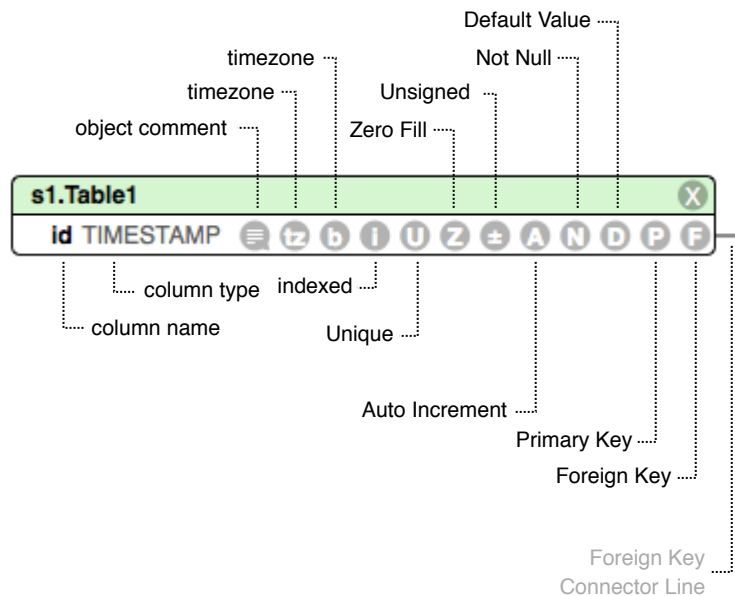 Default Value
timezone
Not Null
timezone
Unsigned
object comment
Zero Fill
s1.Table1
X
id TIMESTAMP tz b i U Z ± A N D P F
column type
indexed
column name
Unique
Auto Increment
Primary Key
Foreign Key
Foreign Key
Connector Line